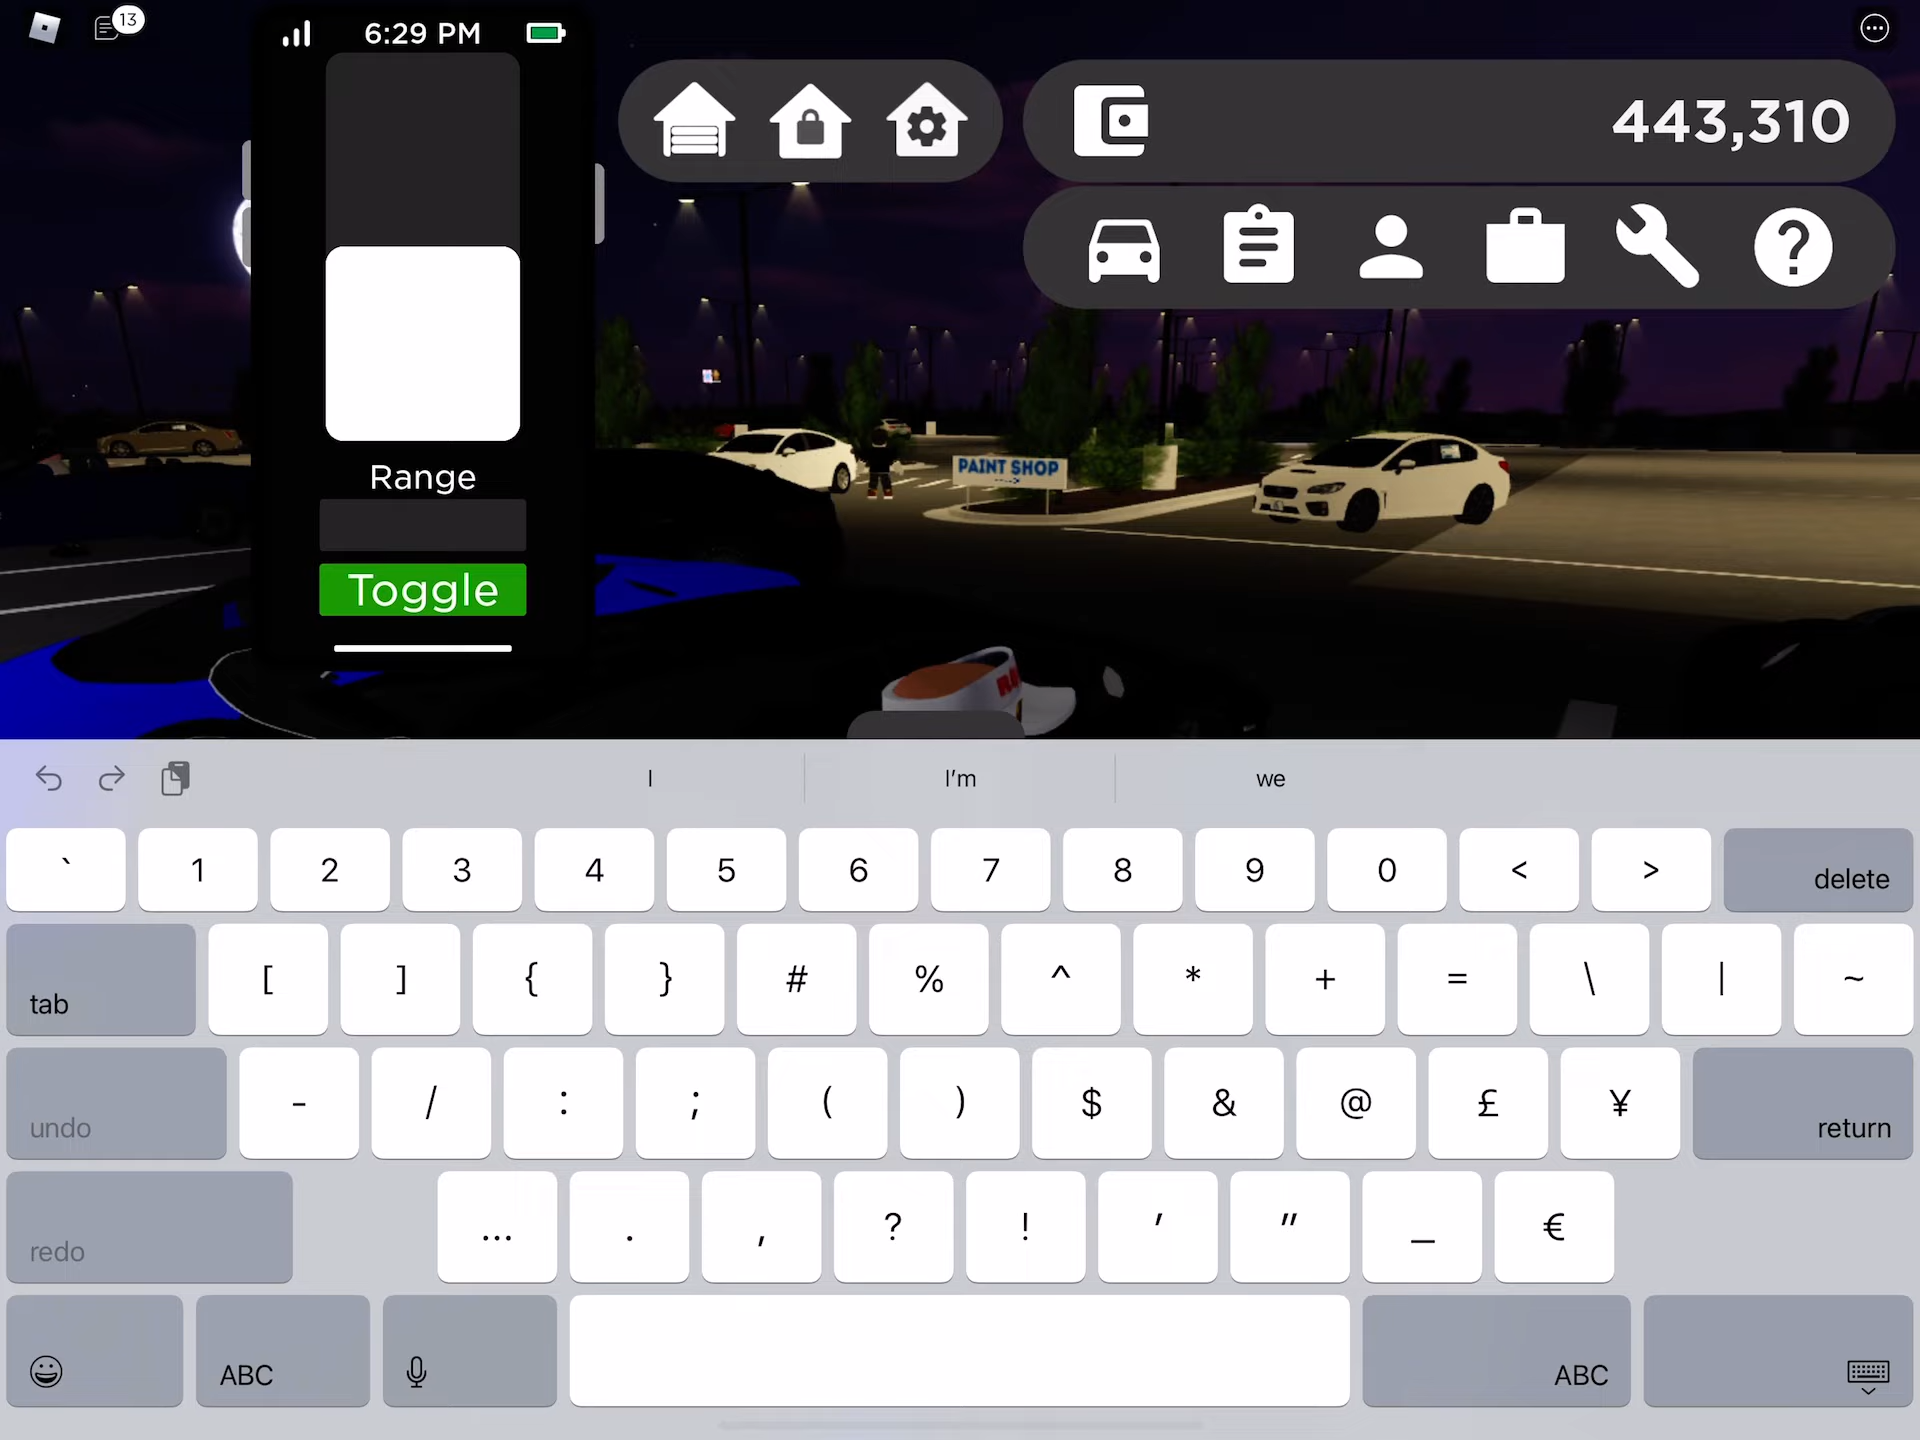 13
6:29 PM
443,310
Range
PAINT SHOP
Toggle
I I'm we
` 1 2 3 4 5 6 7 8 9 0 < > delete
tab [ ] { } # % ^ * + = \ | ~
undo - / : ; ( ) $ & @ £ ¥ return
redo … . , ? ! ' " _ €
ABC ABC